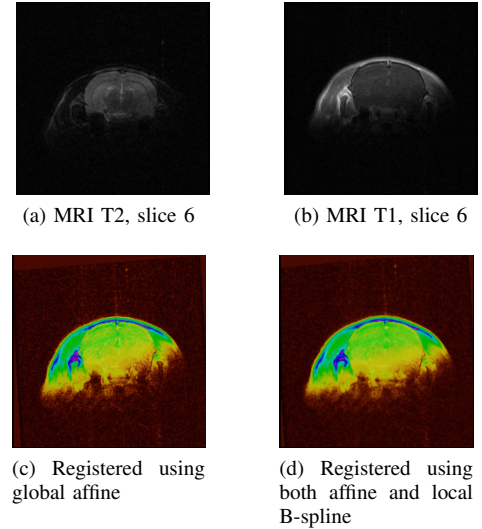 (a) MRI T2, slice 6
(b) MRI T1, slice 6
(c) Registered using
global affine
(d) Registered using
both affine and local
B-spline